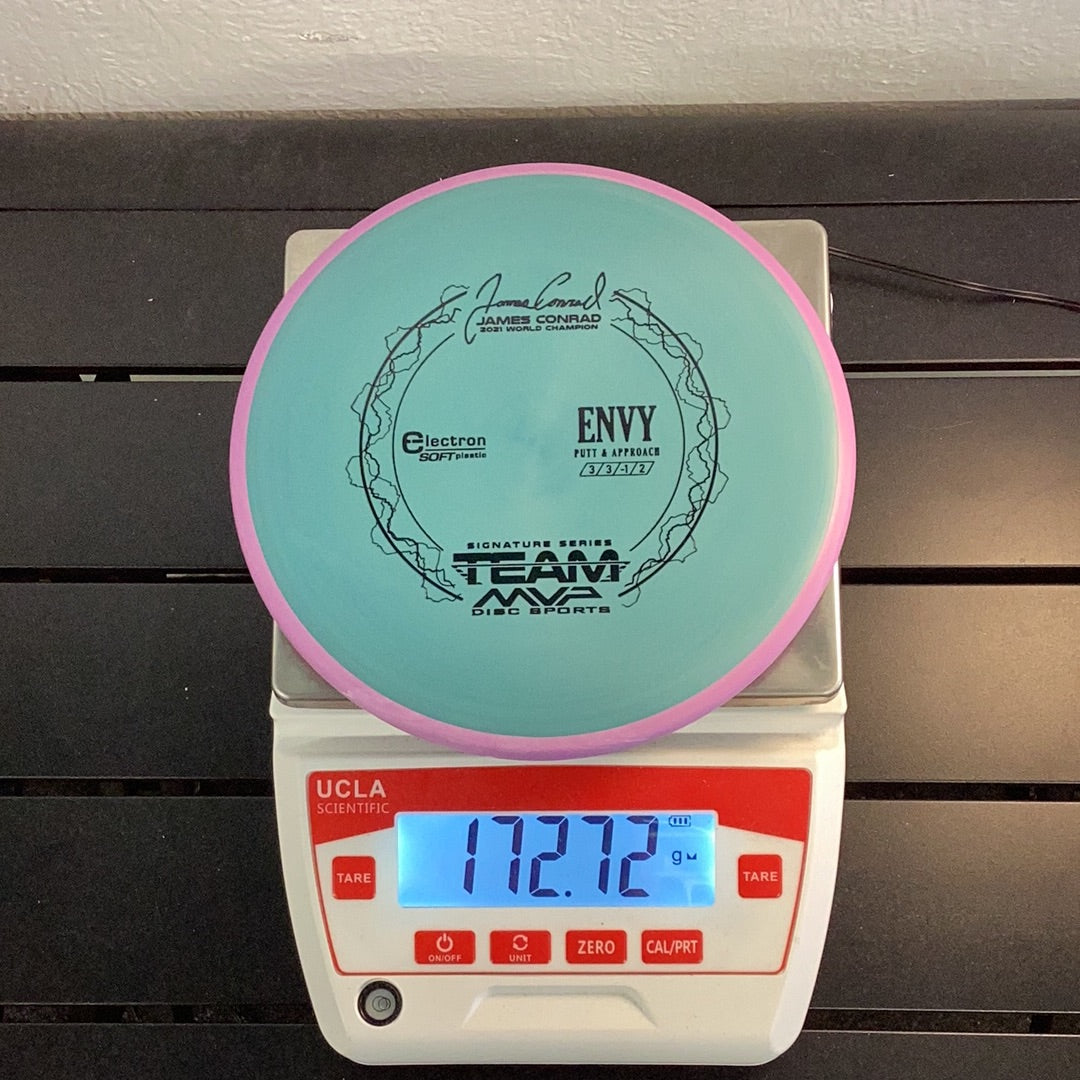 James Conrad
JAMES CONRAD
2021 WORLD CHAMPION
electron
SOFT plastic
ENVY
PUTT & APPROACH
3/3/-1/2
SIGNATURE SERIES
TEAM
MVP
DISC SPORTS
UCLA
SCIENTIFIC
172.72
g
TARE
TARE
ON/OFF
UNIT
ZERO
CAL/PRT